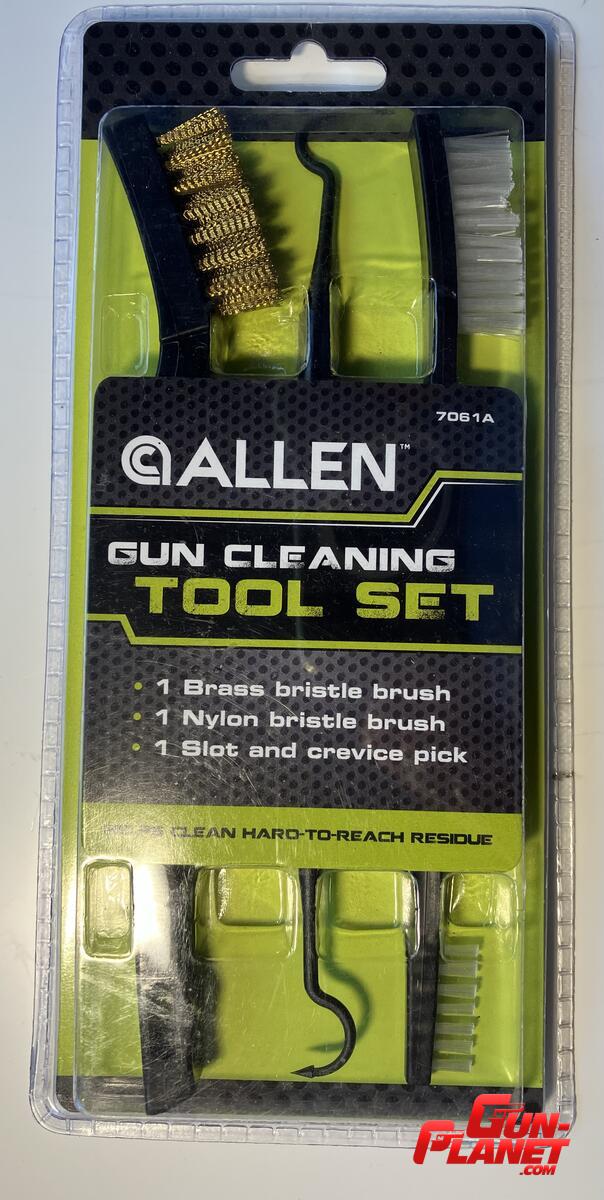 7061A
ALLEN™
GUN CLEANING
TOOL SET
• 1 Brass bristle brush
• 1 Nylon bristle brush
• 1 Slot and crevice pick
CLEAN HARD-TO-REACH RESIDUE
GUN-
PLANET
.COM